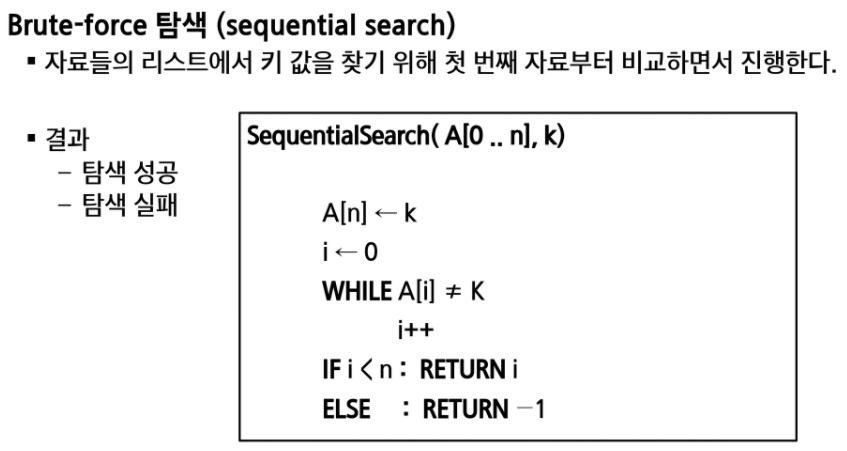 Brute-force 탐색 (sequential search)
▪ 자료들의 리스트에서 키 값을 찾기 위해 첫 번째 자료부터 비교하면서 진행한다.
▪ 결과
– 탐색 성공
– 탐색 실패
SequentialSearch( A[0 .. n], k)
A[n] ← k
i ← 0
WHILE A[i] ≠ K
i++
IF i < n : RETURN i
ELSE : RETURN –1